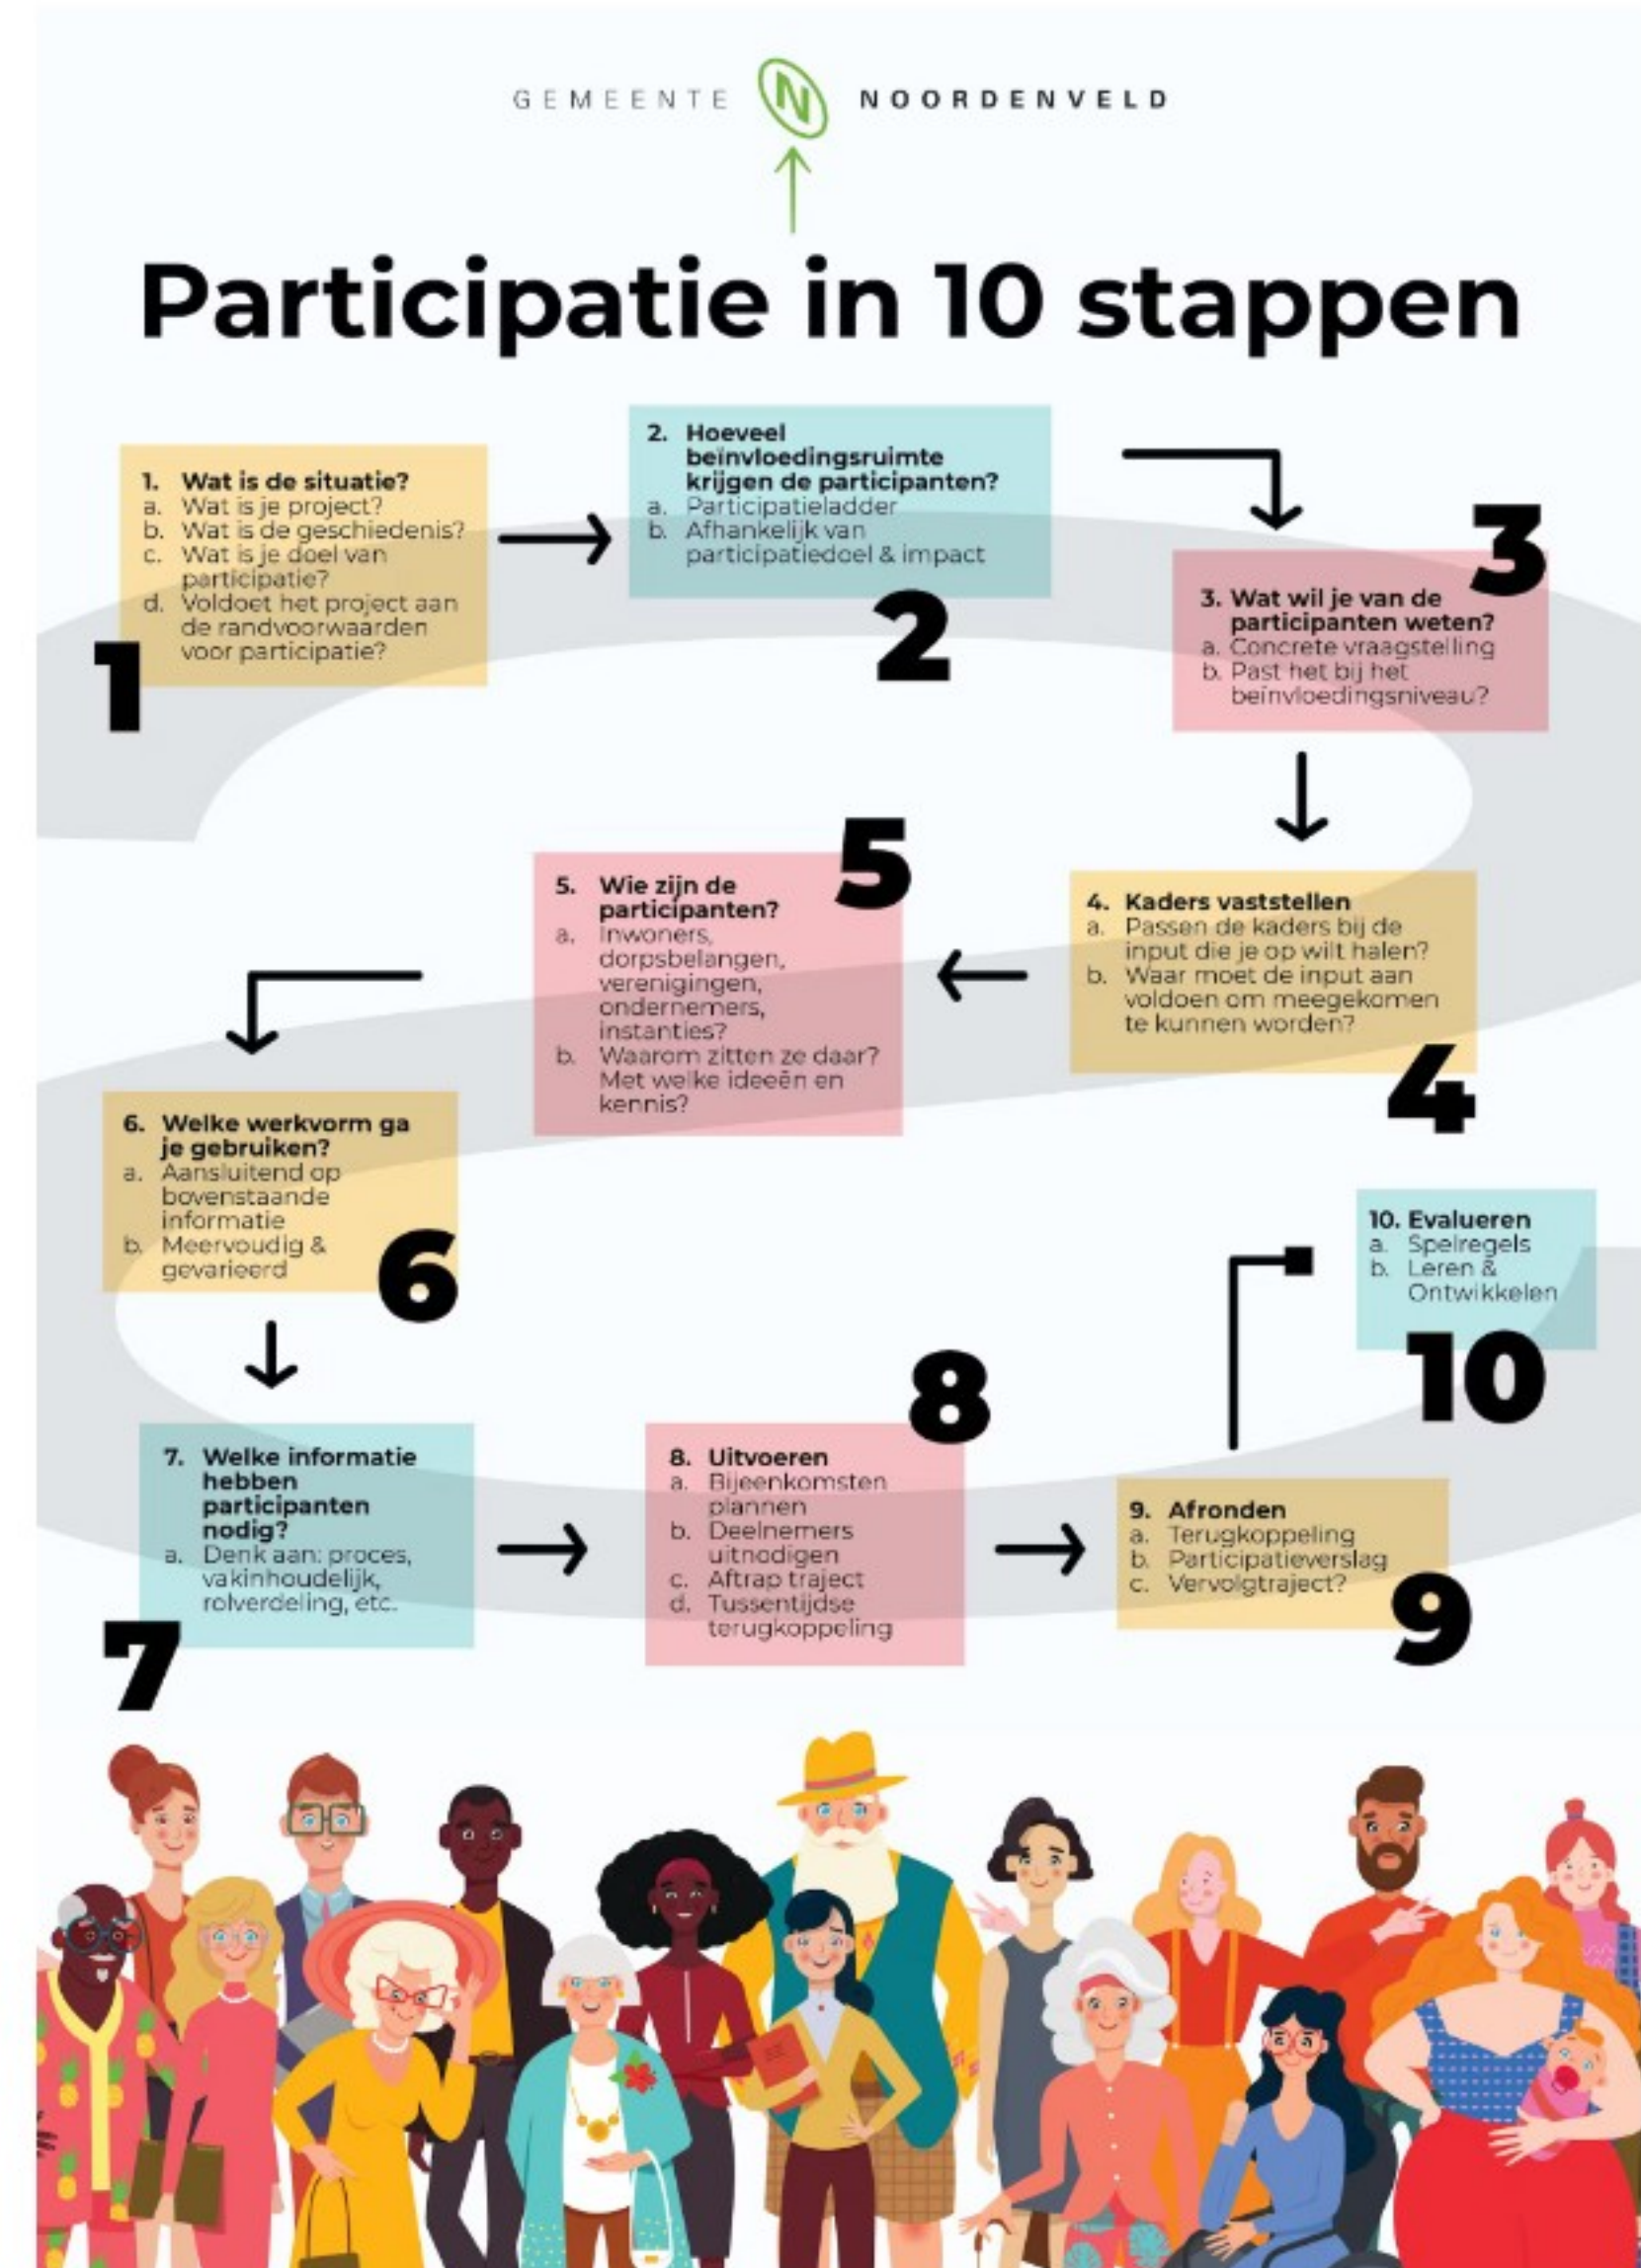 GEMEENTE N NOORDENVELD
Participatie in 10 stappen
1. Wat is de situatie?
a. Wat is je project?
b. Wat is de geschiedenis?
c. Wat is je doel van
participatie?
d. Voldoet het project aan
de randvoorwaarden
voor participatie?
1
2. Hoeveel
beïnvloedingsruimte
krijgen de participanten?
a. Participatieladder
b. Afhankelijk van
participatiedoel & impact
2
3
3. Wat wil je van de
participanten weten?
a. Concrete vraagstelling
b. Past het bij het
beïnvloedingsniveau?
4. Kaders vaststellen
a. Passen de kaders bij de
input die je op wilt halen?
b. Waar moet de input aan
voldoen om meegekomen
te kunnen worden?
4
5
5. Wie zijn de
participanten?
a. Inwoners,
dorpsbelangen,
verenigingen,
ondernemers,
instanties?
b. Waarom zitten ze daar?
Met welke ideeën en
kennis?
6. Welke werkvorm ga
je gebruiken?
a. Aansluitend op
bovenstaande
informatie
b. Meervoudig &
gevarieerd
6
7. Welke informatie
hebben
participanten
nodig?
a. Denk aan: proces,
vakinhoudelijk,
rolverdeling, etc.
7
8
8. Uitvoeren
a. Bijeenkomsten
plannen
b. Deelnemers
uitnodigen
c. Aftrap traject
d. Tussentijdse
terugkoppeling
9. Afronden
a. Terugkoppeling
b. Participatieverslag
c. Vervolgtraject?
9
10. Evalueren
a. Spelregels
b. Leren &
Ontwikkelen
10